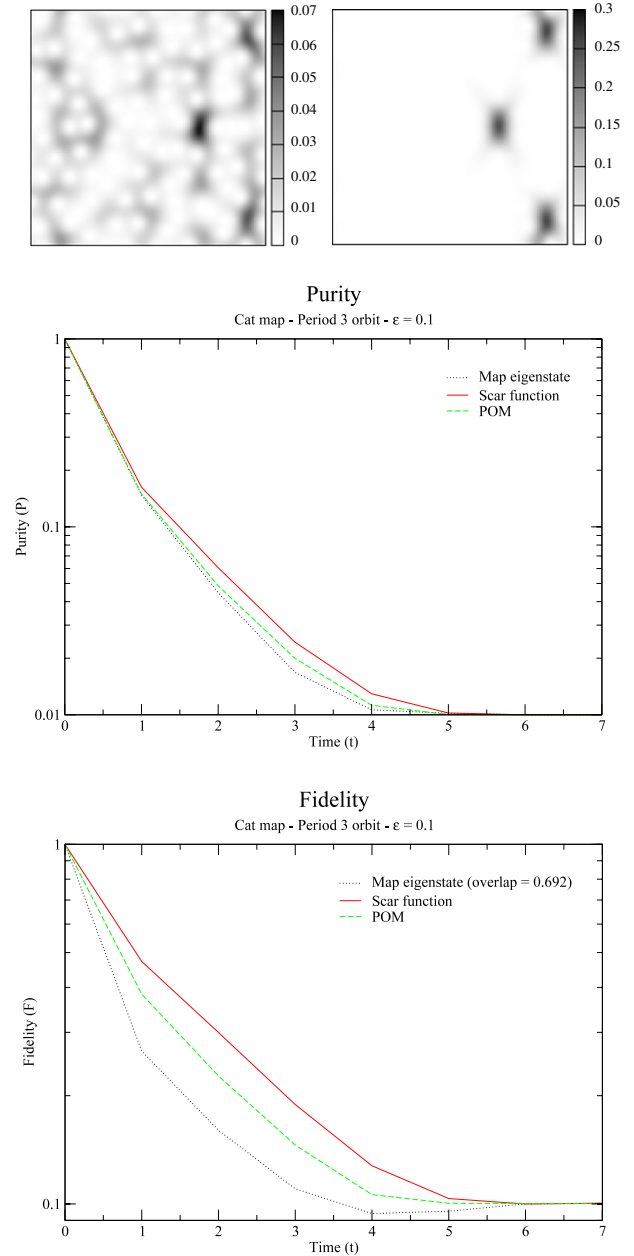 0.07
0.06
0.05
0.04
0.03
0.02
0.01
0
0.3
0.25
0.2
0.15
0.1
0.05
0
Purity
Cat map - Period 3 orbit - ε = 0.1
1
0.1
0.01
Purity (P)
Map eigenstate
Scar function
POM
0 1 2 3 4 5 6 7
Time (t)
Fidelity
Cat map - Period 3 orbit - ε = 0.1
1
0.1
Fidelity (F)
Map eigenstate (overlap = 0.692)
Scar function
POM
0 1 2 3 4 5 6 7
Time (t)